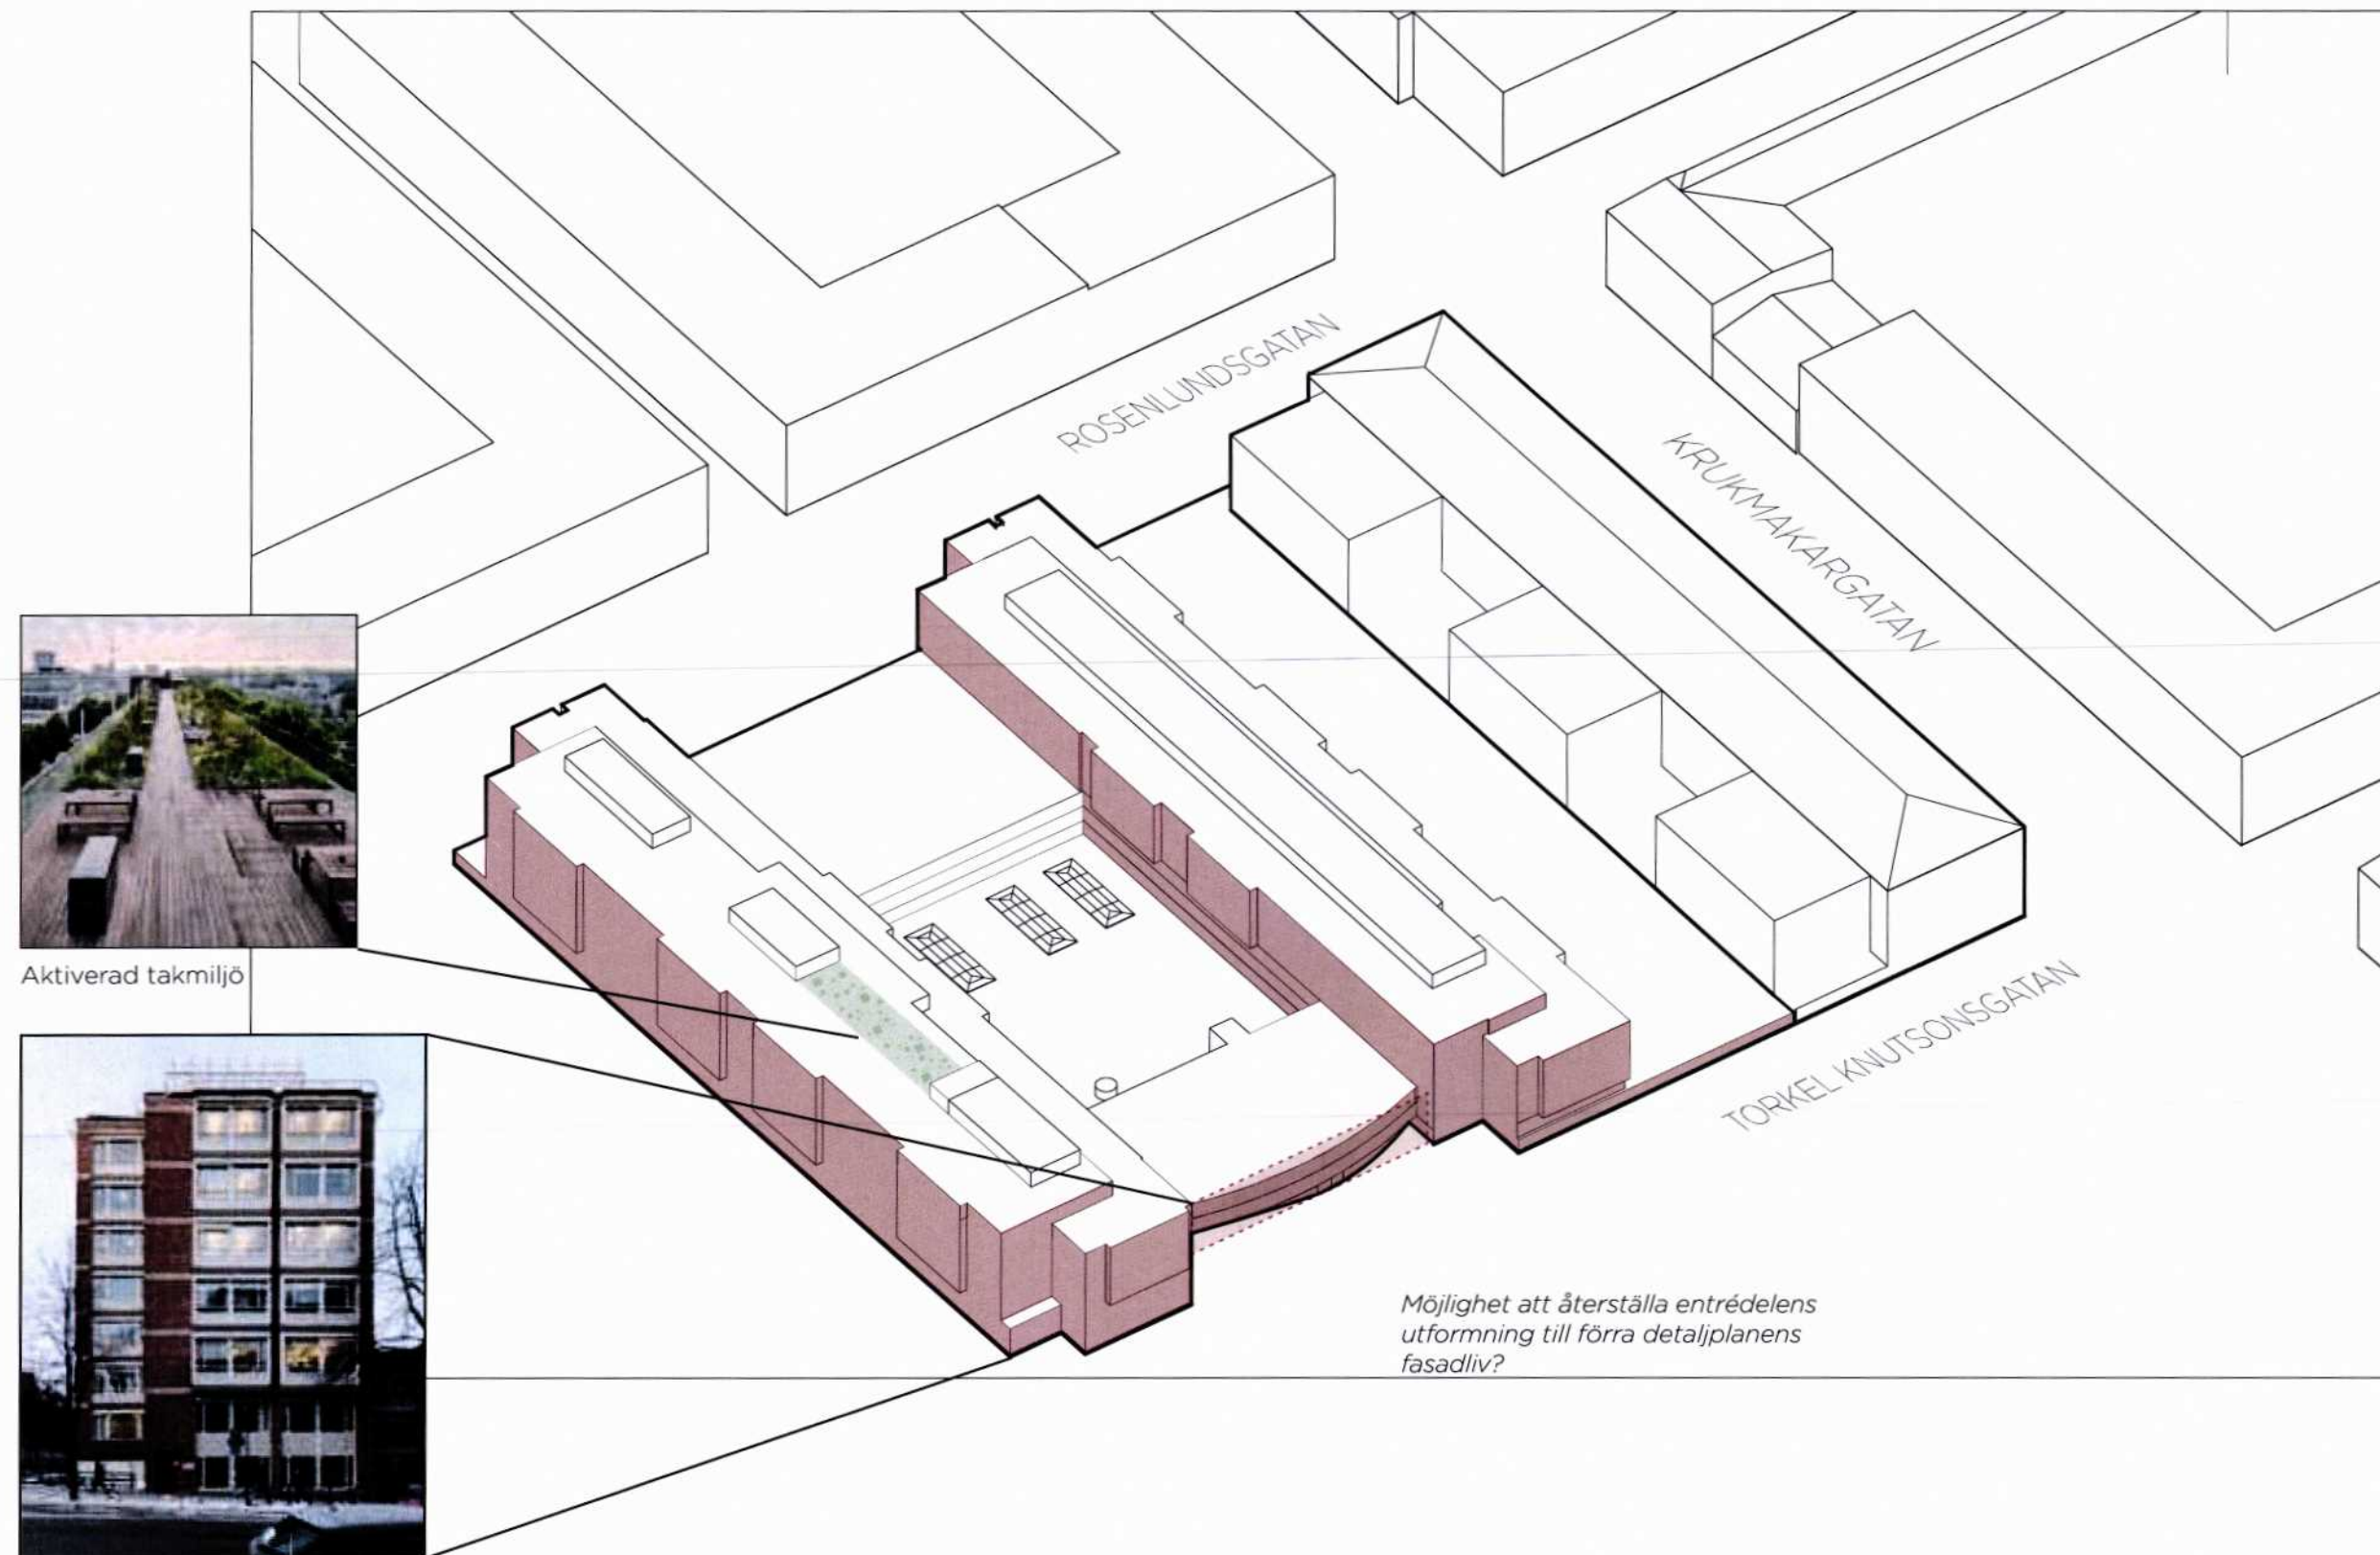 ROSENLUNDSGATAN
KRUKMAKARGATAN
Aktiverad takmiljö
TORKEL KNUTSONSGATAN
Möjlighet att återställa entrédelens
utformning till förra detaljplanens
fasadliv?